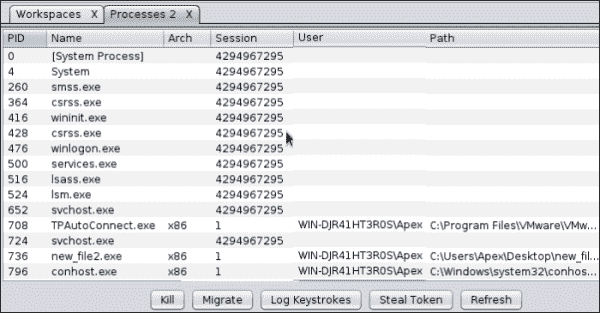 Workspaces X Processes 2 X
PID Name Arch Session User Path
0 [System Process] 4294967295
4 System 4294967295
260 smss.exe 4294967295
364 csrss.exe 4294967295
416 wininit.exe 4294967295
428 csrss.exe 4294967295
476 winlogon.exe 4294967295
500 services.exe 4294967295
516 lsass.exe 4294967295
524 lsm.exe 4294967295
652 svchost.exe 4294967295
708 TPAutoConnect.exe x86 1 WIN-DJR41HT3R0S\Apex C:\Program Files\VMware\VMw...
724 svchost.exe 4294967295
736 new_file2.exe x86 1 WIN-DJR41HT3R0S\Apex C:\Users\Apex\Desktop\new_fil...
796 conhost.exe x86 1 WIN-DJR41HT3R0S\Apex C:\Windows\system32\conhos...
Kill Migrate Log Keystrokes Steal Token Refresh